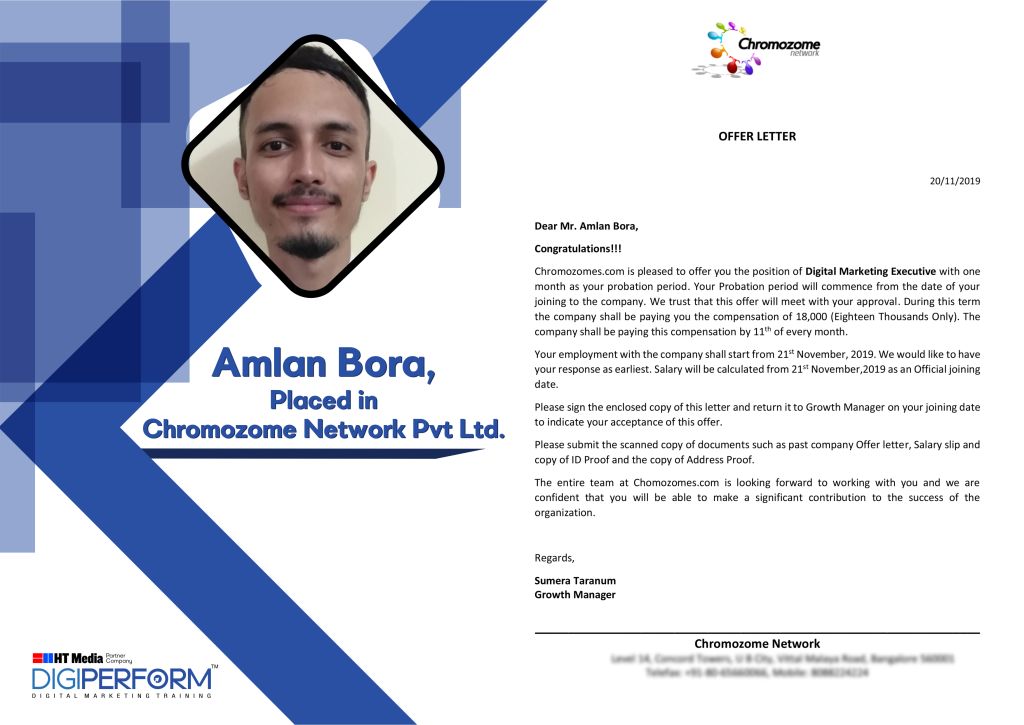 Amlan Bora,
Placed in
Chromozome Network Pvt Ltd.
HT Media Partner Company
DIGIPERFORM™
DIGITAL MARKETING TRAINING
Chromozome
network
OFFER LETTER
20/11/2019
Dear Mr. Amlan Bora,
Congratulations!!!
Chromozomes.com is pleased to offer you the position of Digital Marketing Executive with one
month as your probation period. Your Probation period will commence from the date of your
joining to the company. We trust that this offer will meet with your approval. During this term
the company shall be paying you the compensation of 18,000 (Eighteen Thousands Only). The
company shall be paying this compensation by 11th of every month.
Your employment with the company shall start from 21st November, 2019. We would like to have
your response as earliest. Salary will be calculated from 21st November,2019 as an Official joining
date.
Please sign the enclosed copy of this letter and return it to Growth Manager on your joining date
to indicate your acceptance of this offer.
Please submit the scanned copy of documents such as past company Offer letter, Salary slip and
copy of ID Proof and the copy of Address Proof.
The entire team at Chomozomes.com is looking forward to working with you and we are
confident that you will be able to make a significant contribution to the success of the
organization.
Regards,
Sumera Taranum
Growth Manager
Chromozome Network